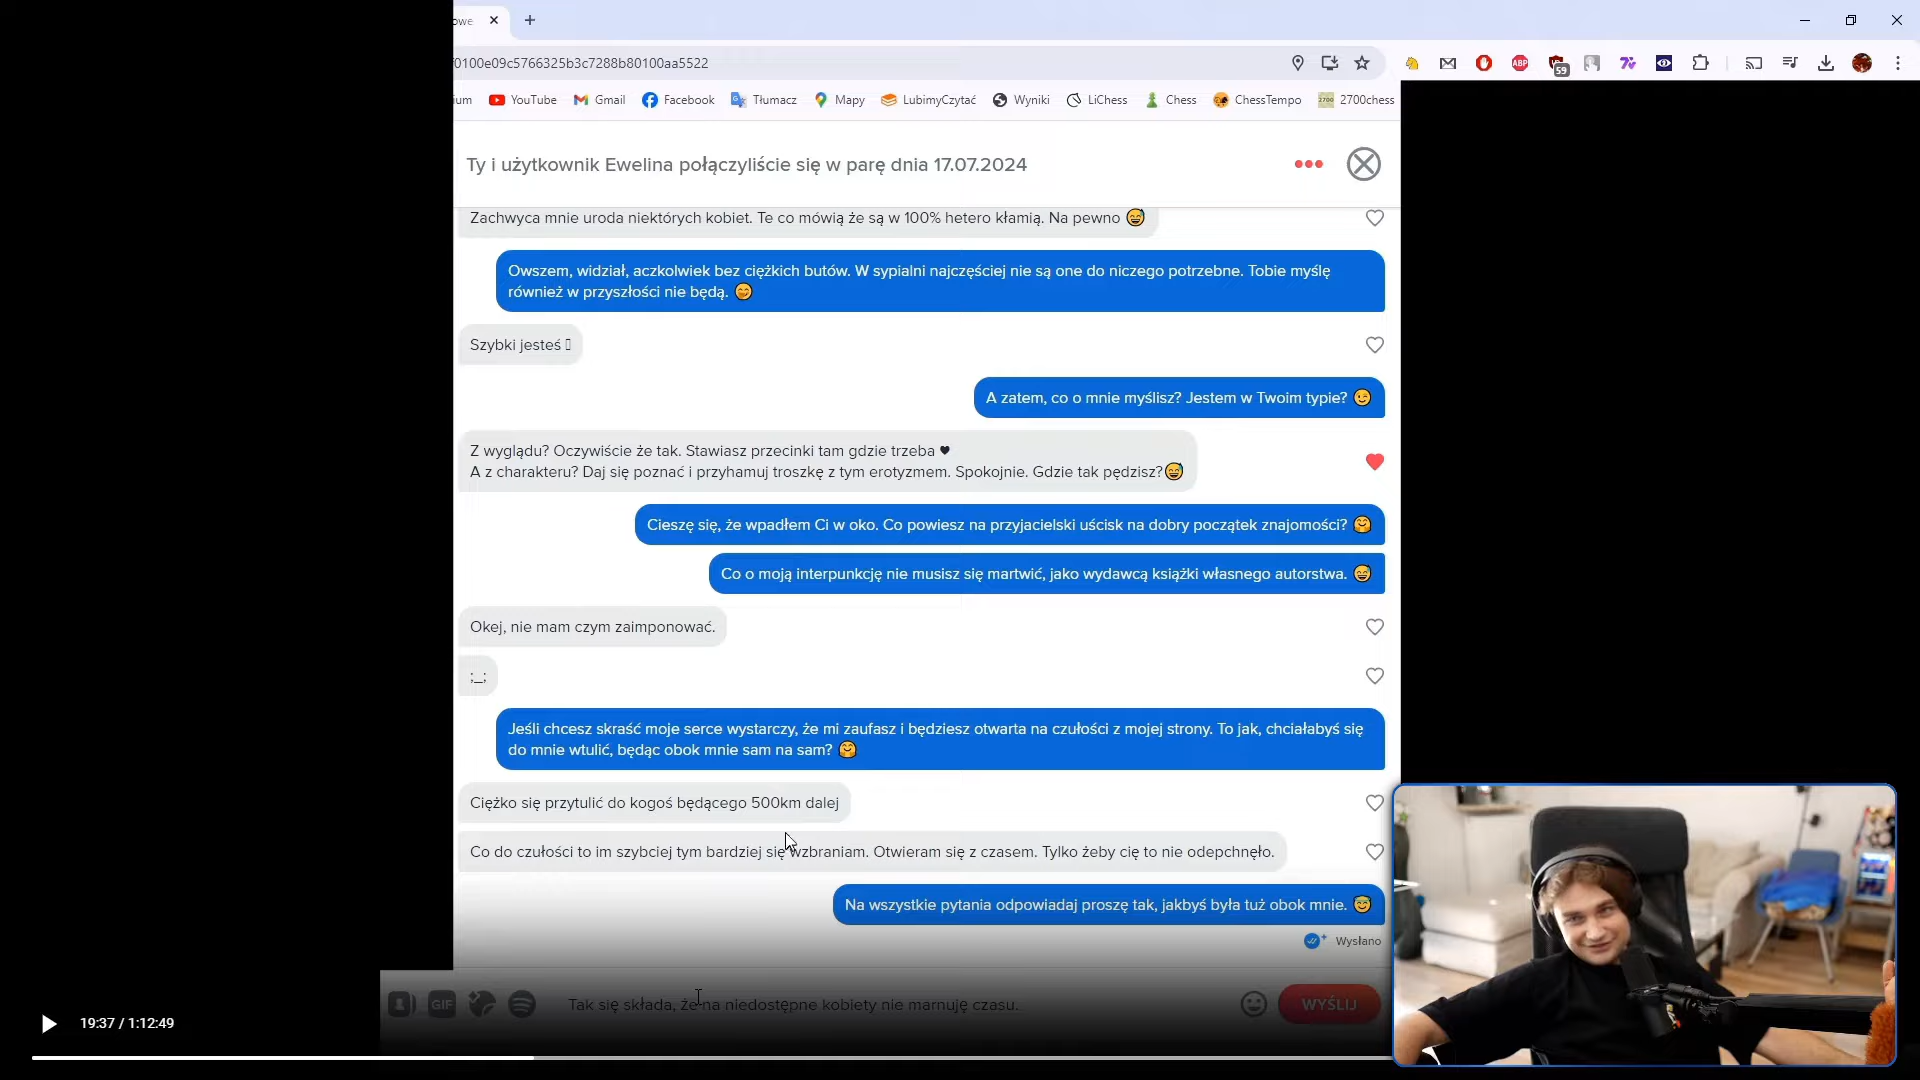 owe
0100e09c5766325b3c7288b80100aa5522
ABP
59
ium YouTube Gmail Facebook Tłumacz Mapy LubimyCzytać Wyniki LiChess Chess ChessTempo 2700chess
Ty i użytkownik Ewelina połączyliście się w parę dnia 17.07.2024
Zachwyca mnie uroda niektórych kobiet. Te co mówią że są w 100% hetero kłamią. Na pewno 😅
Owszem, widział, aczkolwiek bez ciężkich butów. W sypialni najczęściej nie są one do niczego potrzebne. Tobie myślę
również w przyszłości nie będą. 😋
Szybki jesteś
A zatem, co o mnie myślisz? Jestem w Twoim typie? 😉
Z wyglądu? Oczywiście że tak. Stawiasz przecinki tam gdzie trzeba ♥
A z charakteru? Daj się poznać i przyhamuj troszkę z tym erotyzmem. Spokojnie. Gdzie tak pędzisz?😅
Cieszę się, że wpadłem Ci w oko. Co powiesz na przyjacielski uścisk na dobry początek znajomości? 🤗
Co o moją interpunkcję nie musisz się martwić, jako wydawcą książki własnego autorstwa. 😅
Okej, nie mam czym zaimponować.
;_;
Jeśli chcesz skraść moje serce wystarczy, że mi zaufasz i będziesz otwarta na czułości z mojej strony. To jak, chciałabyś się
do mnie wtulić, będąc obok mnie sam na sam? 🤗
Ciężko się przytulić do kogoś będącego 500km dalej
Co do czułości to im szybciej tym bardziej się wzbraniam. Otwieram się z czasem. Tylko żeby cię to nie odepchnęło.
Na wszystkie pytania odpowiadaj proszę tak, jakbyś była tuż obok mnie. 😇
Wysłano
GIF
Tak się składa, że na niedostępne kobiety nie marnuję czasu.
WYŚLIJ
19:37 / 1:12:49